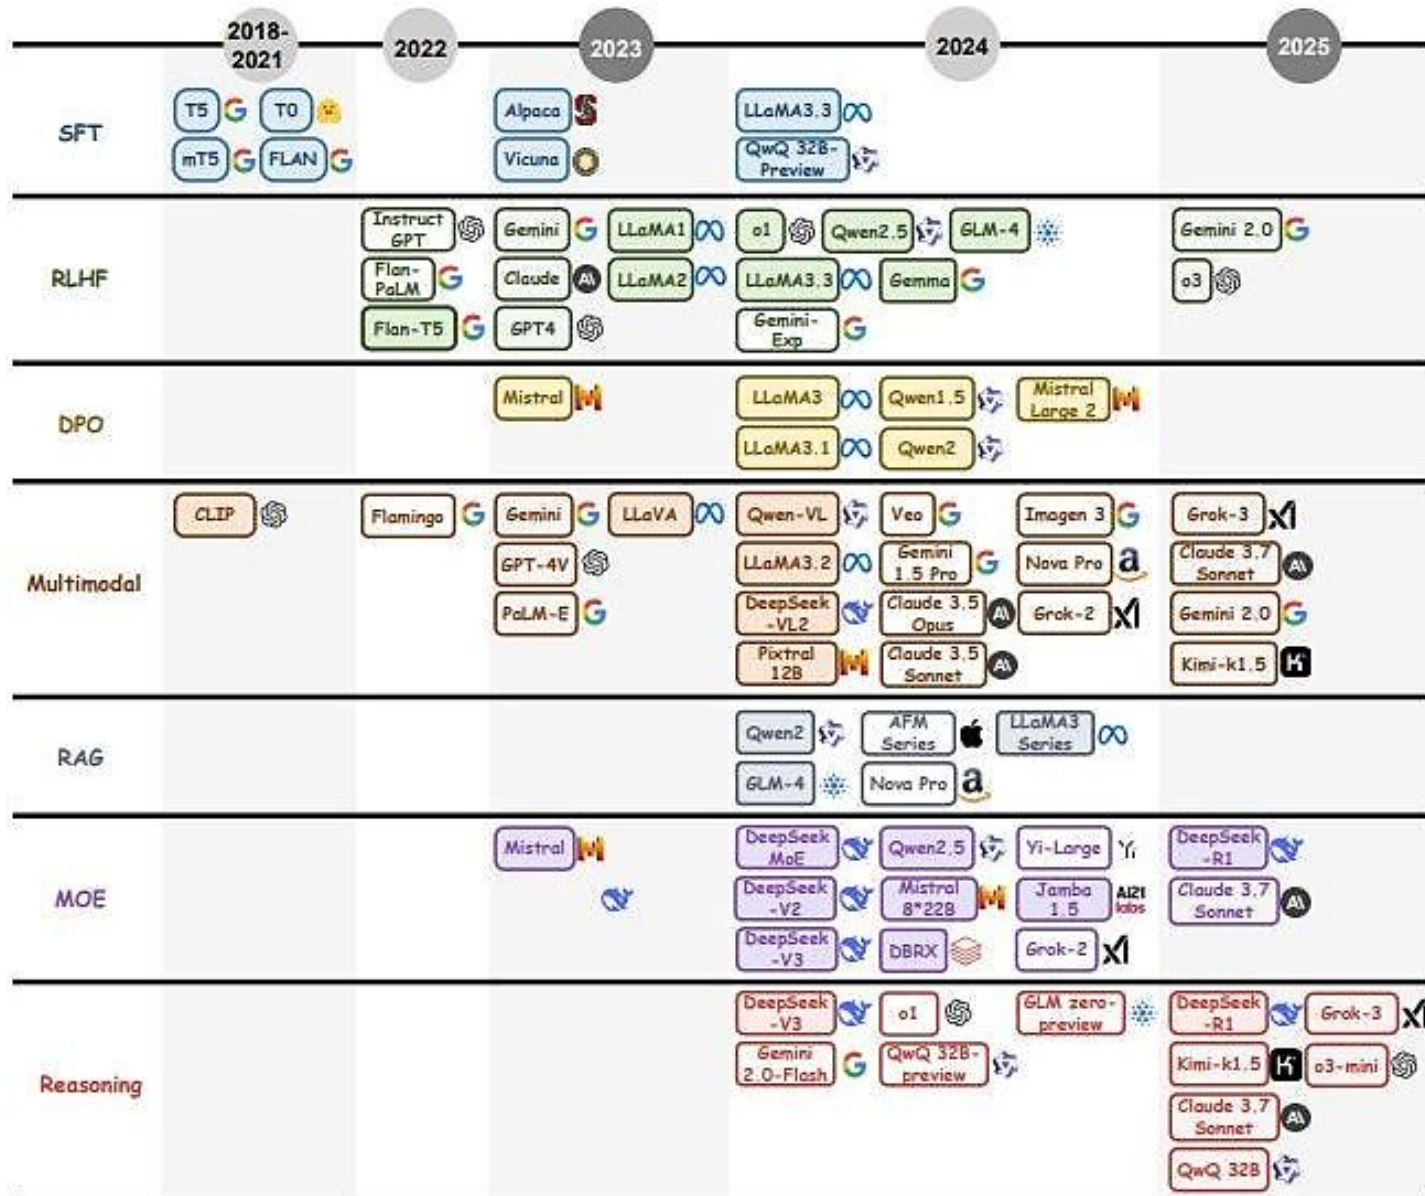 2018-
2021
2022
2023
2024
2025
SFT
T5
T0
Alpaca
LLaMA3.3
mT5
FLAN
Vicuna
QwQ 32B-
Preview
RLHF
Instruct
GPT
Gemini
LLaMA1
o1
Qwen2.5
GLM-4
Gemini 2.0
Flan-
PaLM
Claude
LLaMA2
LLaMA3.3
Gemma
o3
Flan-T5
GPT4
Gemini-
Exp
DPO
Mistral
LLaMA3
Qwen1.5
Mistral
Large 2
LLaMA3.1
Qwen2
Multimodal
CLIP
Flamingo
Gemini
LLaVA
Qwen-VL
Veo
Imagen 3
Grok-3
GPT-4V
LLaMA3.2
Gemini
1.5 Pro
Nova Pro
Claude 3.7
Sonnet
PaLM-E
DeepSeek
-VL2
Claude 3.5
Opus
Grok-2
Gemini 2.0
Pixtral
12B
Claude 3.5
Sonnet
Kimi-k1.5
RAG
Qwen2
AFM
Series
LLaMA3
Series
GLM-4
Nova Pro
MOE
Mistral
DeepSeek
MoE
Qwen2.5
Yi-Large
DeepSeek
-R1
DeepSeek
-V2
Mistral
8*22B
Jamba
1.5
AI21
labs
Claude 3.7
Sonnet
DeepSeek
-V3
DBRX
Grok-2
Reasoning
DeepSeek
-V3
o1
GLM zero-
preview
DeepSeek
-R1
Grok-3
Gemini
2.0-Flash
QwQ 32B-
preview
Kimi-k1.5
o3-mini
Claude 3.7
Sonnet
QwQ 32B